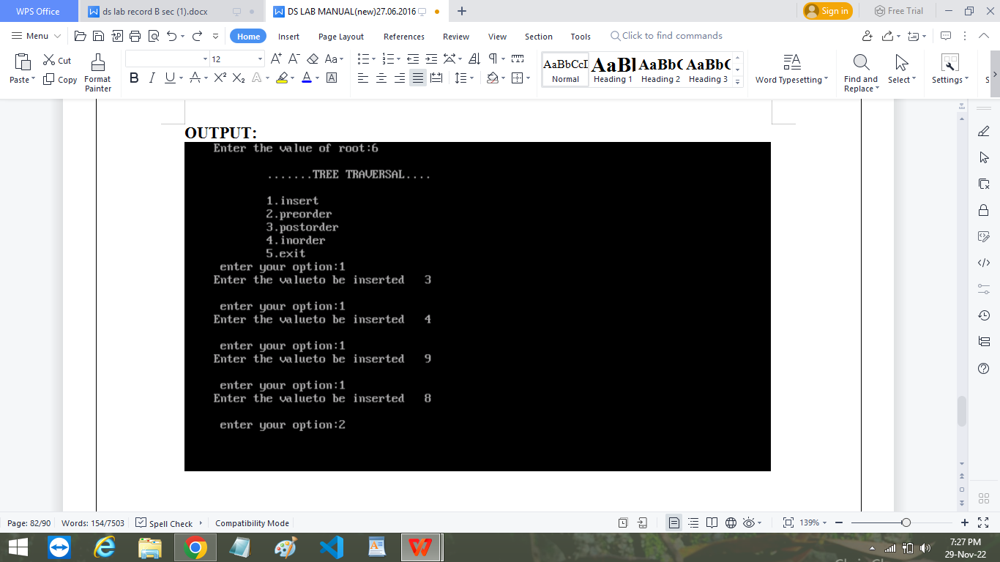 WPS Office
ds lab record B sec (1).docx
DS LAB MANUAL(new)27.06.2016
Sign in
Free Trial
Menu
Home
Insert
Page Layout
References
Review
View
Section
Tools
Click to find commands
Paste
Cut
Copy
Format
Painter
12
AaBbCcD
Normal
AaBl
Heading 1
AaBbC
Heading 2
AaBbC
Heading 3
Word Typesetting
Find and
Replace
Select
Settings
OUTPUT:
Enter the value of root:6
.......TREE TRAVERSAL....
1.insert
2.preorder
3.postorder
4.inorder
5.exit
enter your option:1
Enter the valueto be inserted 3
enter your option:1
Enter the valueto be inserted 4
enter your option:1
Enter the valueto be inserted 9
enter your option:1
Enter the valueto be inserted 8
enter your option:2
Page: 82/90
Words: 154/7503
Spell Check
Compatibility Mode
139%
7:27 PM
29-Nov-22